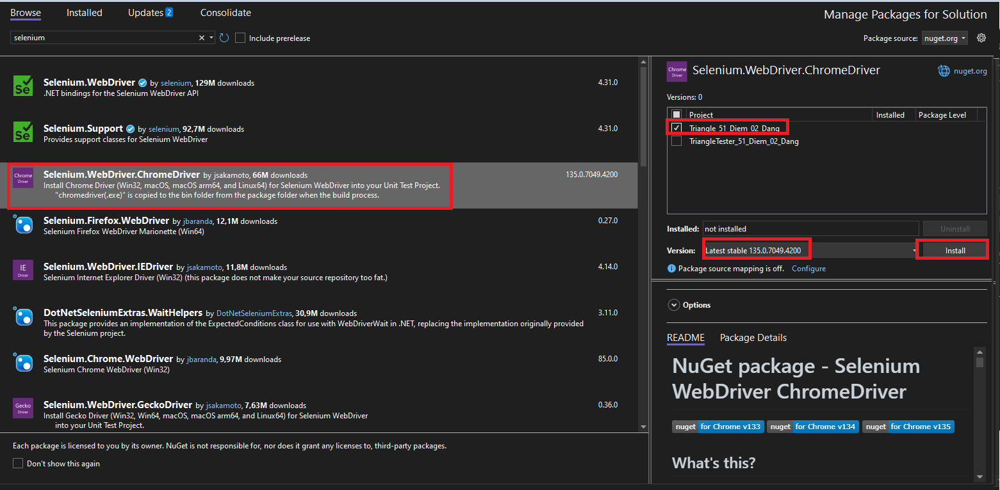 Browse Installed Updates 2 Consolidate
Manage Packages for Solution
selenium
Include prerelease
Package source: nuget.org
Se
Selenium.WebDriver by selenium, 129M downloads 4.31.0
.NET bindings for the Selenium WebDriver API
Se
Selenium.Support by selenium, 92,7M downloads 4.31.0
Provides support classes for Selenium WebDriver
Chrome
Driver
Selenium.WebDriver.ChromeDriver by jsakamoto, 66M downloads 135.0.7049.4200
Install Chrome Driver (Win32, macOS, macOS arm64, and Linux64) for Selenium WebDriver into your Unit Test Project.
"chromedriver(.exe)" is copied to the bin folder from the package folder when the build process.
Selenium.Firefox.WebDriver by jbaranda, 12,1M downloads 0.27.0
Selenium Firefox WebDriver Marionette (Win64)
IE
Driver
Selenium.WebDriver.IEDriver by jsakamoto, 11,8M downloads 4.14.0
Selenium Internet Explorer Driver (Win32) (this package does not make your source repository too fat.)
DotNetSeleniumExtras.WaitHelpers by DotNetSeleniumExtras, 30,9M downloads 3.11.0
This package provides an implementation of the ExpectedConditions class for use with WebDriverWait in .NET, replacing the implementation originally provided
by the Selenium project.
Selenium.Chrome.WebDriver by jbaranda, 9,97M downloads 85.0.0
Selenium Chrome WebDriver (Win32)
Gecko
Driver
Selenium.WebDriver.GeckoDriver by jsakamoto, 7,63M downloads 0.36.0
Install Gecko Driver (Win32, Win64, macOS, macOS arm64, and Linux64) for Selenium WebDriver
into your Unit Test Project.
Each package is licensed to you by its owner. NuGet is not responsible for, nor does it grant any licenses to, third-party packages.
Don't show this again
Chrome
Driver
Selenium.WebDriver.ChromeDriver
nuget.org
Versions: 0
Project Installed Package Level
Triangle_51_Diem_02_Dang
TriangleTester_51_Diem_02_Dang
Installed: not installed Uninstall
Version: Latest stable 135.0.7049.4200 Install
Package source mapping is off. Configure
Options
README Package Details
NuGet package - Selenium
WebDriver ChromeDriver
nuget for Chrome v133 nuget for Chrome v134 nuget for Chrome v135
What's this?